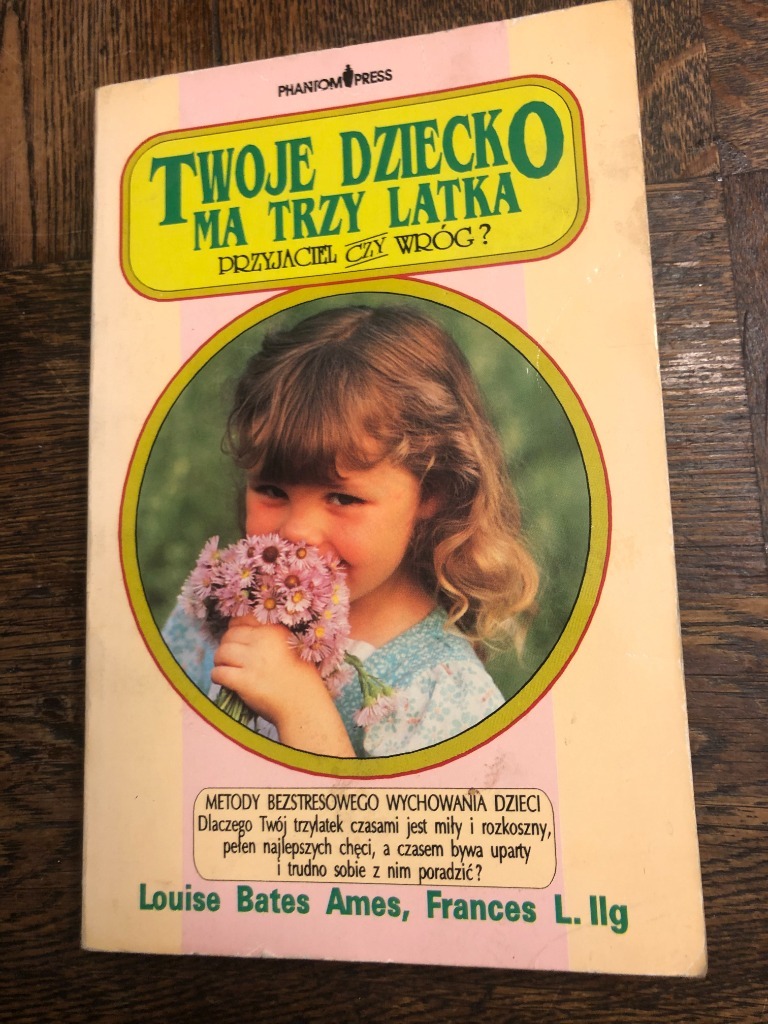 PHANTOM PRESS
TWOJE DZIECKO
MA TRZY LATKA
PRZYJACIEL CZY WRÓG?
METODY BEZSTRESOWEGO WYCHOWANIA DZIECI
Dlaczego Twój trzylatek czasami jest miły i rozkoszny,
pełen najlepszych chęci, a czasem bywa uparty
i trudno sobie z nim poradzić?
Louise Bates Ames, Frances L. Ilg